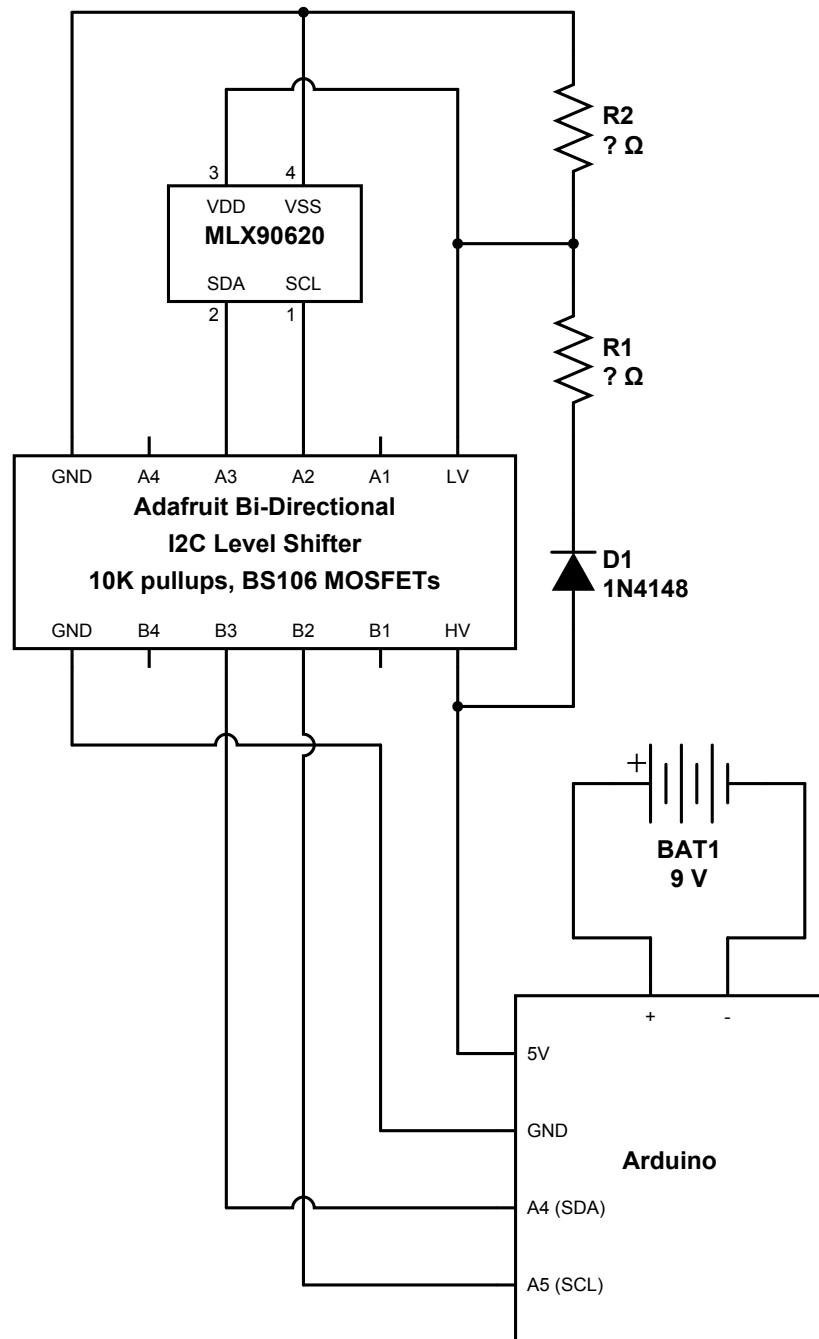 R2
? Ω
3
4
VDD
VSS
MLX90620
SDA
SCL
2
1
R1
? Ω
GND
A4
A3
A2
A1
LV
Adafruit Bi-Directional
I2C Level Shifter
10K pullups, BS106 MOSFETs
GND
B4
B3
B2
B1
HV
D1
1N4148
+
BAT1
9 V
+
-
5V
GND
Arduino
A4 (SDA)
A5 (SCL)